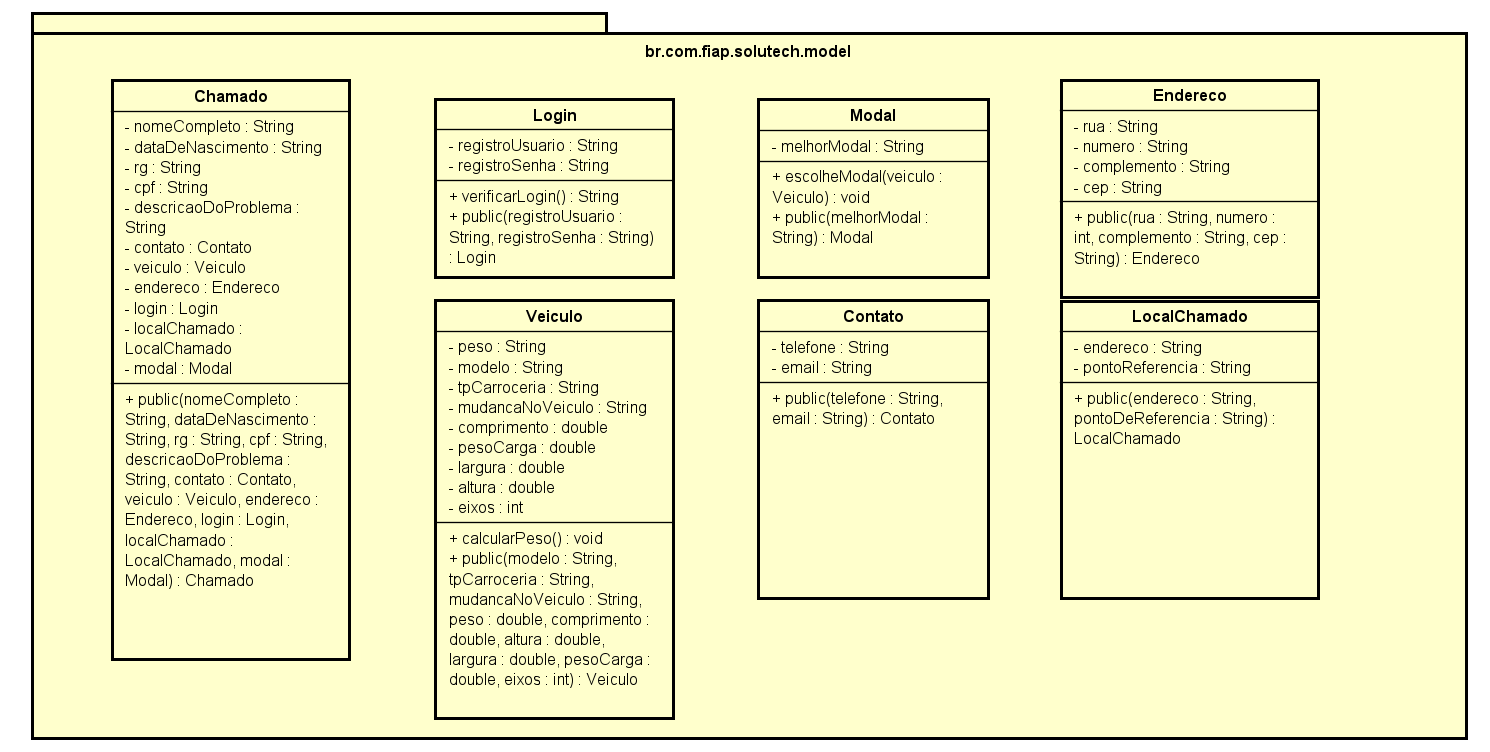 br.com.fiap.solutech.model
Chamado
- nomeCompleto : String
- dataDeNascimento : String
- rg : String
- cpf : String
- descricaoDoProblema :
String
- contato : Contato
- veiculo : Veiculo
- endereco : Endereco
- login : Login
- localChamado :
LocalChamado
- modal : Modal
+ public(nomeCompleto :
String, dataDeNascimento :
String, rg : String, cpf : String,
descricaoDoProblema :
String, contato : Contato,
veiculo : Veiculo, endereco :
Endereco, login : Login,
localChamado :
LocalChamado, modal :
Modal) : Chamado
Login
- registroUsuario : String
- registroSenha : String
+ verificarLogin() : String
+ public(registroUsuario :
String, registroSenha : String)
: Login
Modal
- melhorModal : String
+ escolheModal(veiculo :
Veiculo) : void
+ public(melhorModal :
String) : Modal
Endereco
- rua : String
- numero : String
- complemento : String
- cep : String
+ public(rua : String, numero :
int, complemento : String, cep :
String) : Endereco
Veiculo
- peso : String
- modelo : String
- tpCarroceria : String
- mudancaNoVeiculo : String
- comprimento : double
- pesoCarga : double
- largura : double
- altura : double
- eixos : int
+ calcularPeso() : void
+ public(modelo : String,
tpCarroceria : String,
mudancaNoVeiculo : String,
peso : double, comprimento :
double, altura : double,
largura : double, pesoCarga :
double, eixos : int) : Veiculo
Contato
- telefone : String
- email : String
+ public(telefone : String,
email : String) : Contato
LocalChamado
- endereco : String
- pontoReferencia : String
+ public(endereco : String,
pontoDeReferencia : String) :
LocalChamado